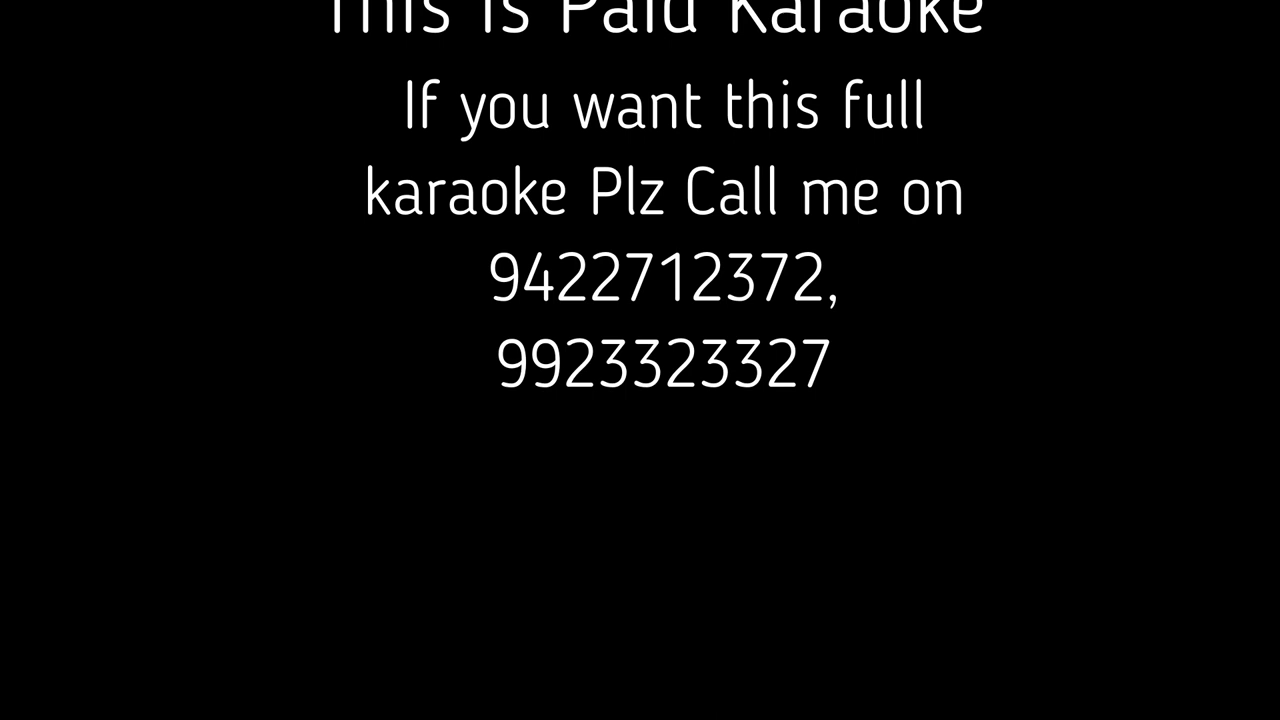 This Is Paid Karaoke
If you want this full
karaoke Plz Call me on
9422712372,
9923323327